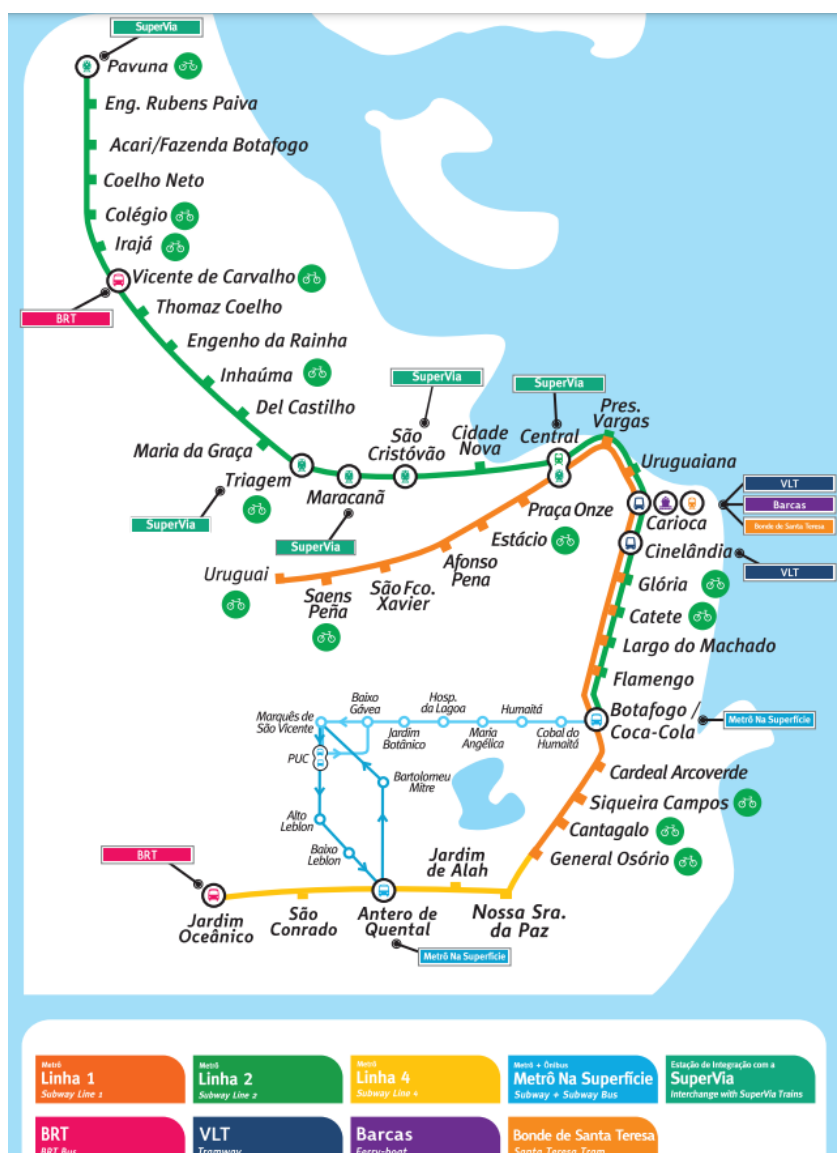 SuperVia
Pavuna
Eng. Rubens Paiva
Acari/Fazenda Botafogo
Coelho Neto
Colégio
Irajá
Vicente de Carvalho
BRT
Thomaz Coelho
Engenho da Rainha
Inhaúma
Del Castilho
Maria da Graça
Triagem
SuperVia
Maracanã
SuperVia
São
Cristóvão
SuperVia
Cidade
Nova
Central
SuperVia
Pres.
Vargas
Uruguaiana
Carioca
VLT
Barcas
Bonde de Santa Teresa
Cinelândia
VLT
Praça Onze
Estácio
Afonso
Pena
São Fco.
Xavier
Saens
Peña
Uruguai
Glória
Catete
Largo do Machado
Flamengo
Botafogo /
Coca-Cola
Metrô Na Superfície
Cobal do
Humaitá
Humaitá
Maria
Angélica
Hosp.
da Lagoa
Jardim
Botânico
Baixo
Gávea
Marquês de
São Vicente
PUC
Bartolomeu
Mitre
Alto
Leblon
Baixo
Leblon
Cardeal Arcoverde
Siqueira Campos
Cantagalo
General Osório
Nossa Sra.
da Paz
Jardim
de Alah
Antero de
Quental
Metrô Na Superfície
São
Conrado
BRT
Jardim
Oceânico
Metrô
Linha 1
Subway Line 1
Metrô
Linha 2
Subway Line 2
Metrô
Linha 4
Subway Line 4
Metrô + Ônibus
Metrô Na Superfície
Subway + Subway Bus
Estação de Integração com a
SuperVia
Interchange with SuperVia Trains
BRT
BRT Bus
VLT
Tramway
Barcas
Ferry-boat
Bonde de Santa Teresa
Santa Teresa Tram